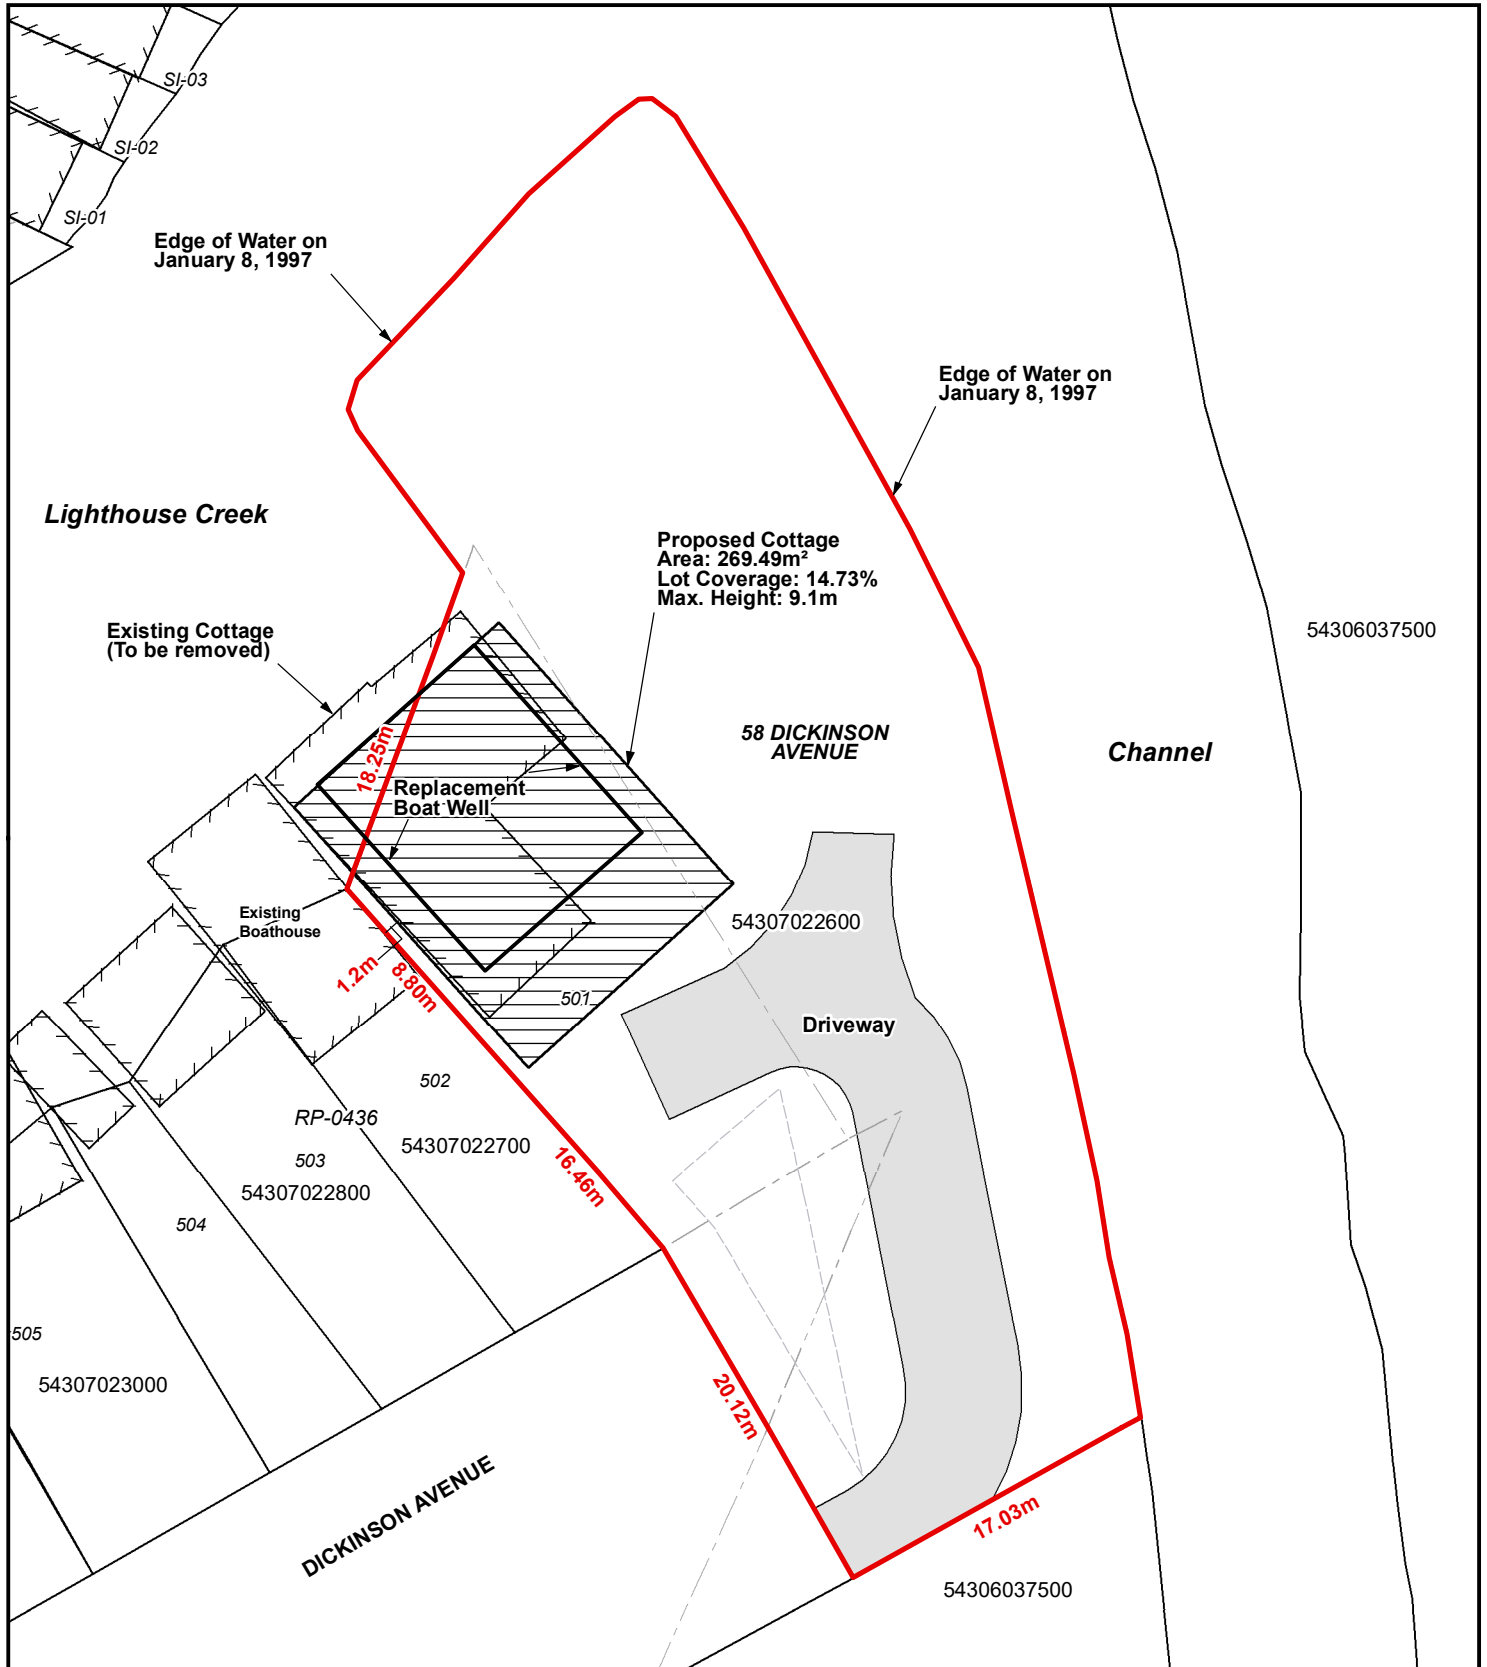 SI-03
SI-02
SI-01
Edge of Water on
January 8, 1997
Edge of Water on
January 8, 1997
Lighthouse Creek
Proposed Cottage
Area: 269.49m²
Lot Coverage: 14.73%
Max. Height: 9.1m
Existing Cottage
(To be removed)
54306037500
58 DICKINSON
AVENUE
Channel
18.25m
Replacement
Boat Well
Existing
Boathouse
54307022600
1.2m
8.80m
501
Driveway
502
RP-0436
54307022700
503
54307022800
16.46m
504
505
54307023000
20.12m
DICKINSON AVENUE
17.03m
54306037500